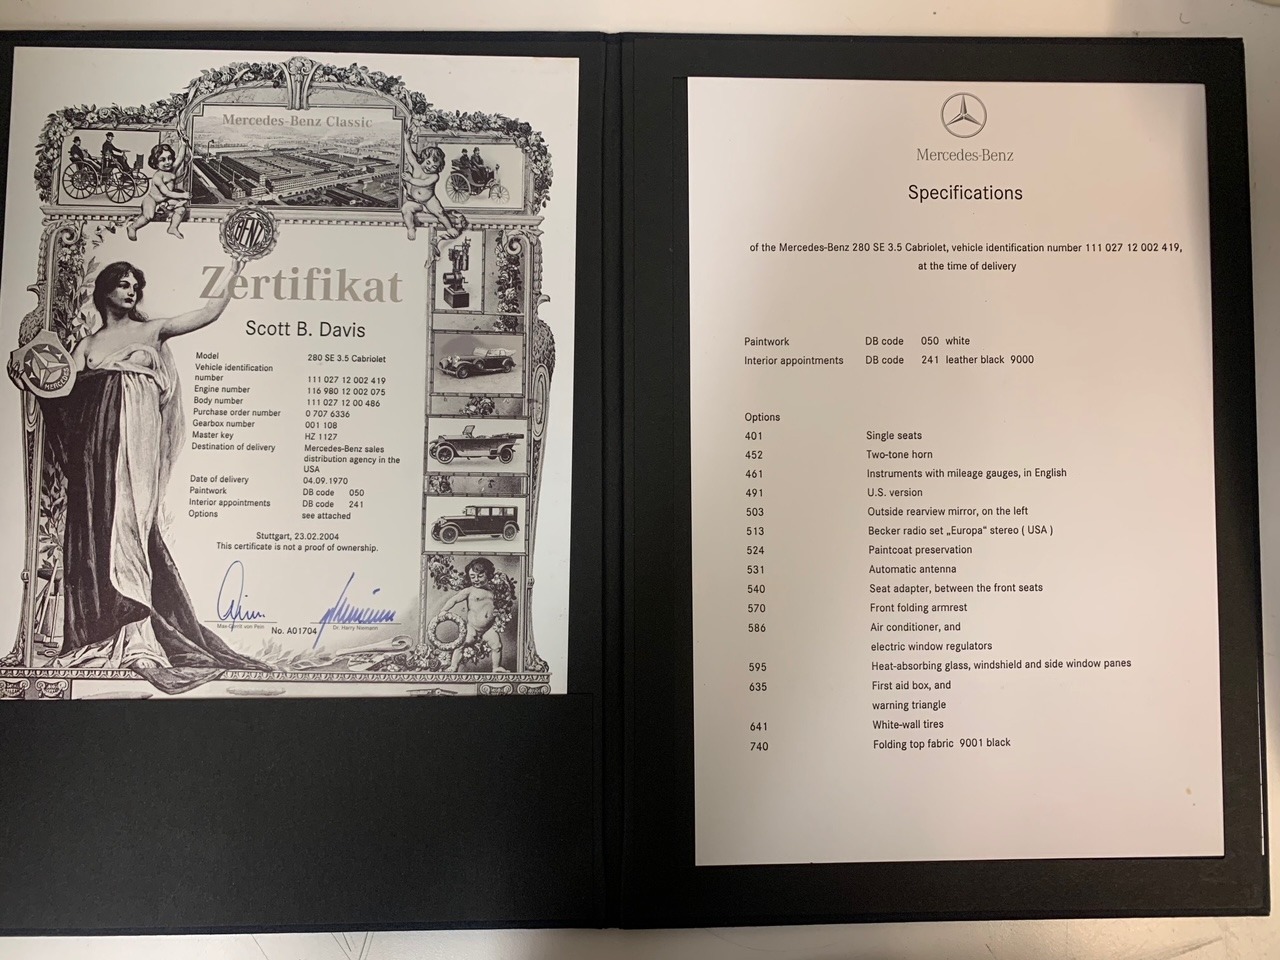 Mercedes-Benz Classic
BENZ
MERCEDES
Zertifikat
Scott B. Davis
Model 280 SE 3.5 Cabriolet
Vehicle identification
number 111 027 12 002 419
Engine number 116 980 12 002 075
Body number 111 027 12 00 486
Purchase order number 0 707 6336
Gearbox number 001 108
Master key HZ 1127
Destination of delivery Mercedes-Benz sales
distribution agency in the
USA
Date of delivery 04.09.1970
Paintwork DB code 050
Interior appointments DB code 241
Options see attached
Stuttgart, 23.02.2004
This certificate is not a proof of ownership.
Max-Gerrit von Pein No. A01704 Dr. Harry Niemann
Mercedes-Benz
Specifications
of the Mercedes-Benz 280 SE 3.5 Cabriolet, vehicle identification number 111 027 12 002 419,
at the time of delivery
Paintwork DB code 050 white
Interior appointments DB code 241 leather black 9000
Options
401 Single seats
452 Two-tone horn
461 Instruments with mileage gauges, in English
491 U.S. version
503 Outside rearview mirror, on the left
513 Becker radio set „Europa" stereo ( USA )
524 Paintcoat preservation
531 Automatic antenna
540 Seat adapter, between the front seats
570 Front folding armrest
586 Air conditioner, and
electric window regulators
595 Heat-absorbing glass, windshield and side window panes
635 First aid box, and
warning triangle
641 White-wall tires
740 Folding top fabric 9001 black